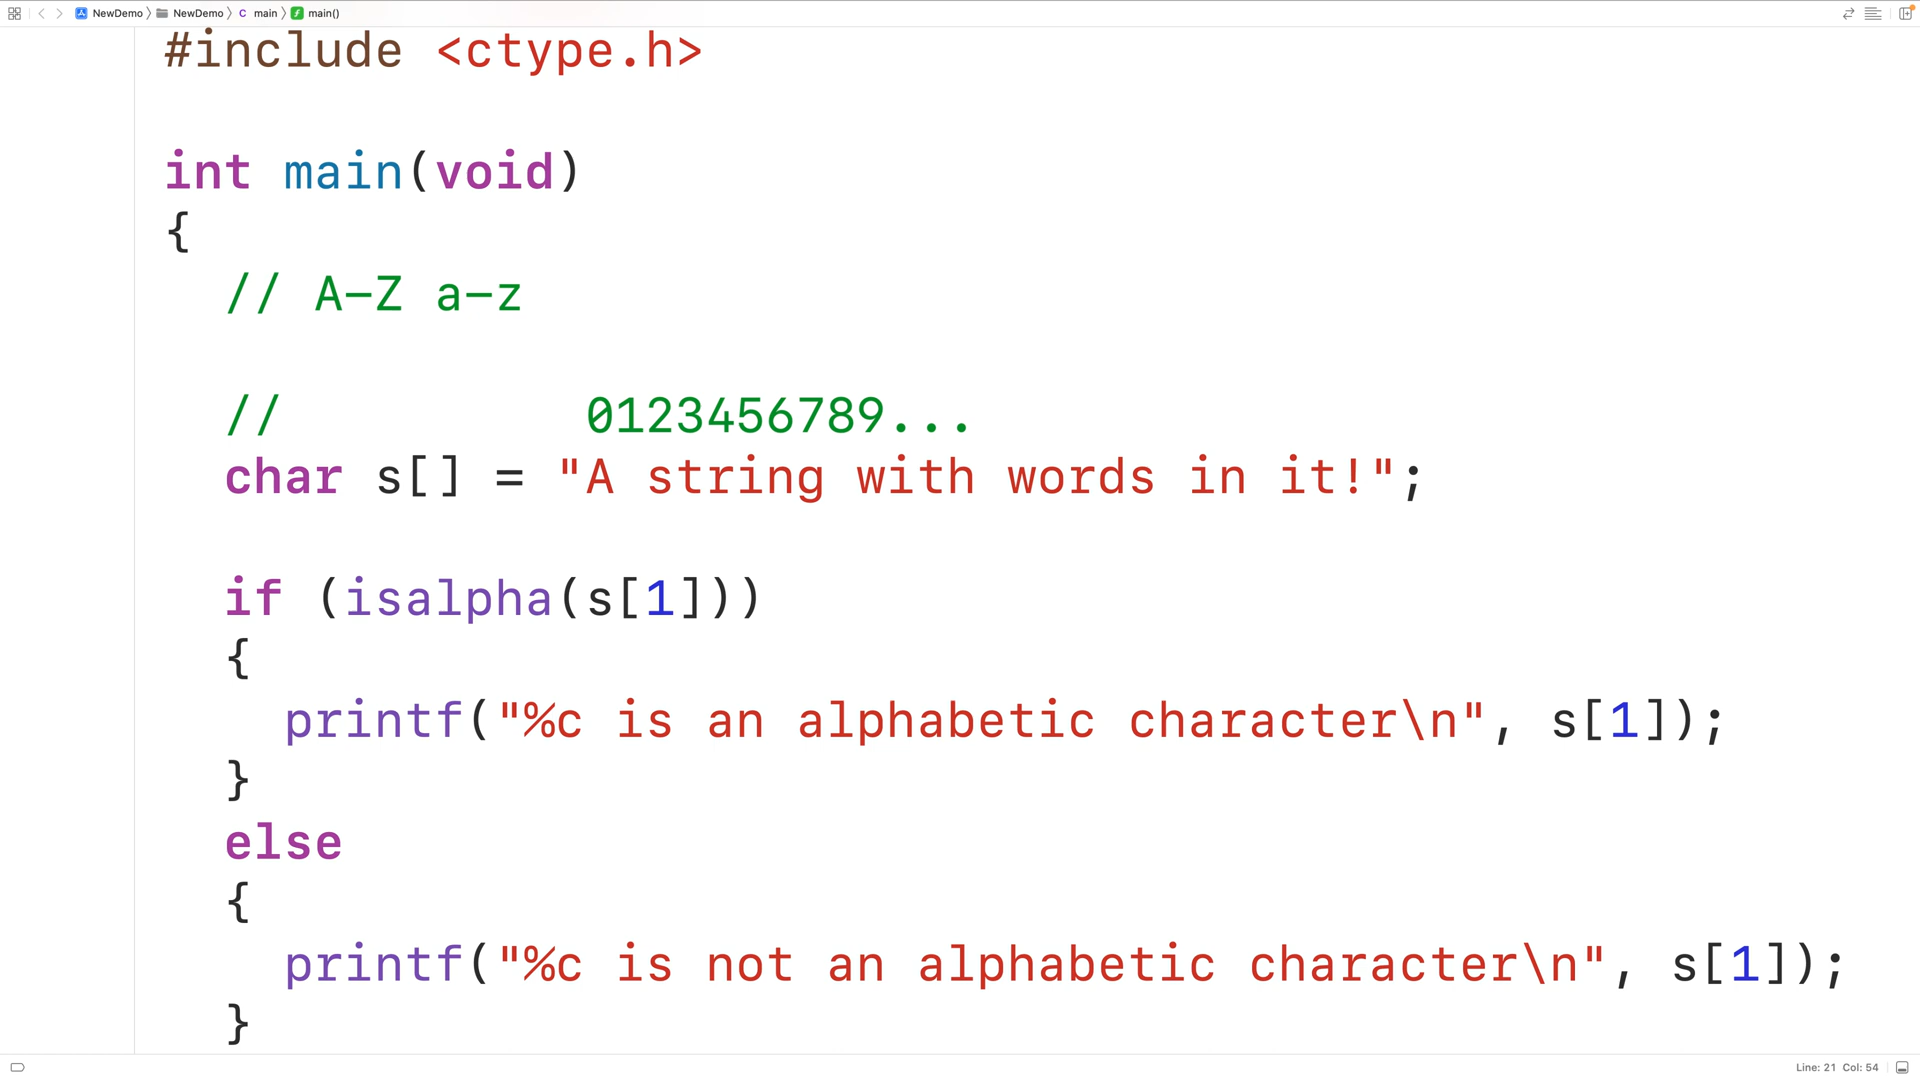 NewDemo NewDemo C main f main()
#include <ctype.h>
int main(void)
{
// A-Z a-z
// 0123456789...
char s[] = "A string with words in it!";
if (isalpha(s[1]))
{
printf("%c is an alphabetic character\n", s[1]);
}
else
{
printf("%c is not an alphabetic character\n", s[1]);
}
Line: 21 Col: 54